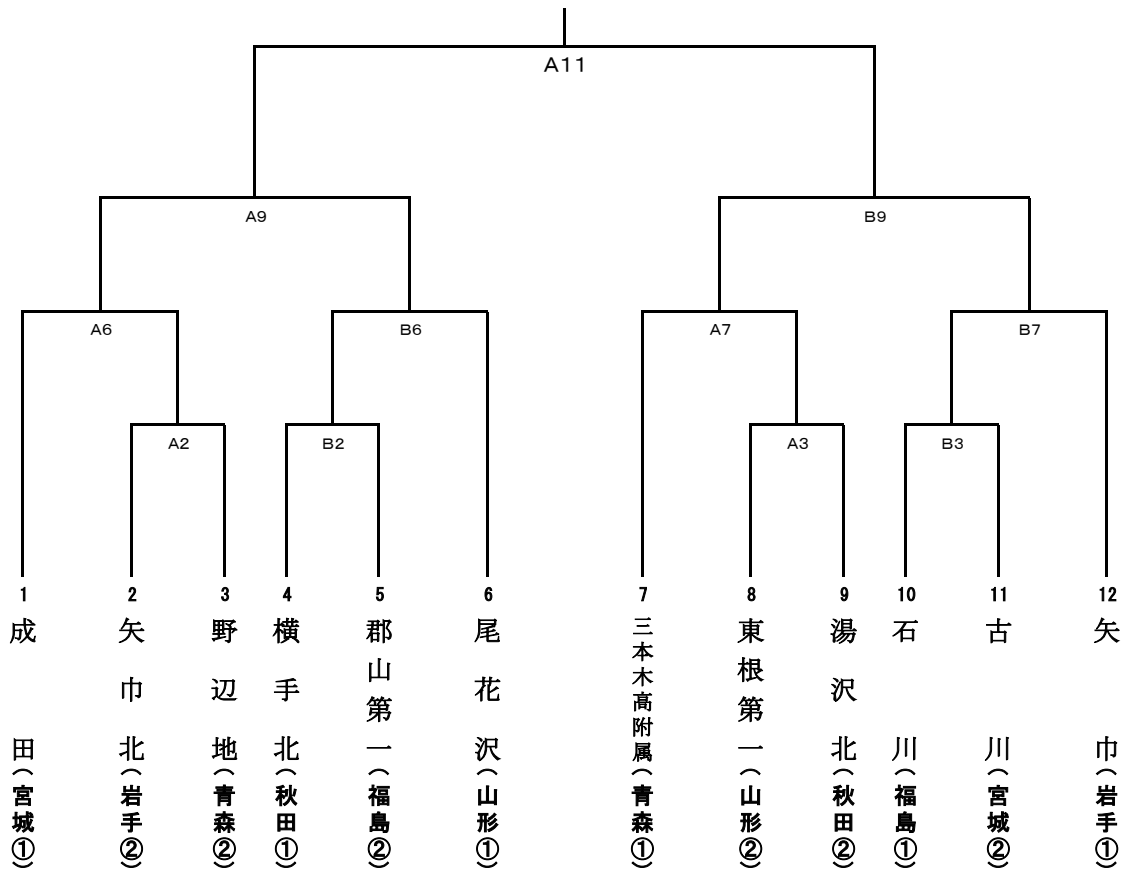 A11
A9
B9
A6
B6
A7
B7
A2
B2
A3
B3
1
2
3
4
5
6
7
8
9
10
11
12
成田(宮城①)
矢巾北(岩手②)
野辺地(青森②)
横手北(秋田①)
郡山第一(福島②)
尾花沢(山形①)
三本木高附属(青森①)
東根第一(山形②)
湯沢北(秋田②)
石川(福島①)
古川(宮城②)
矢巾(岩手①)